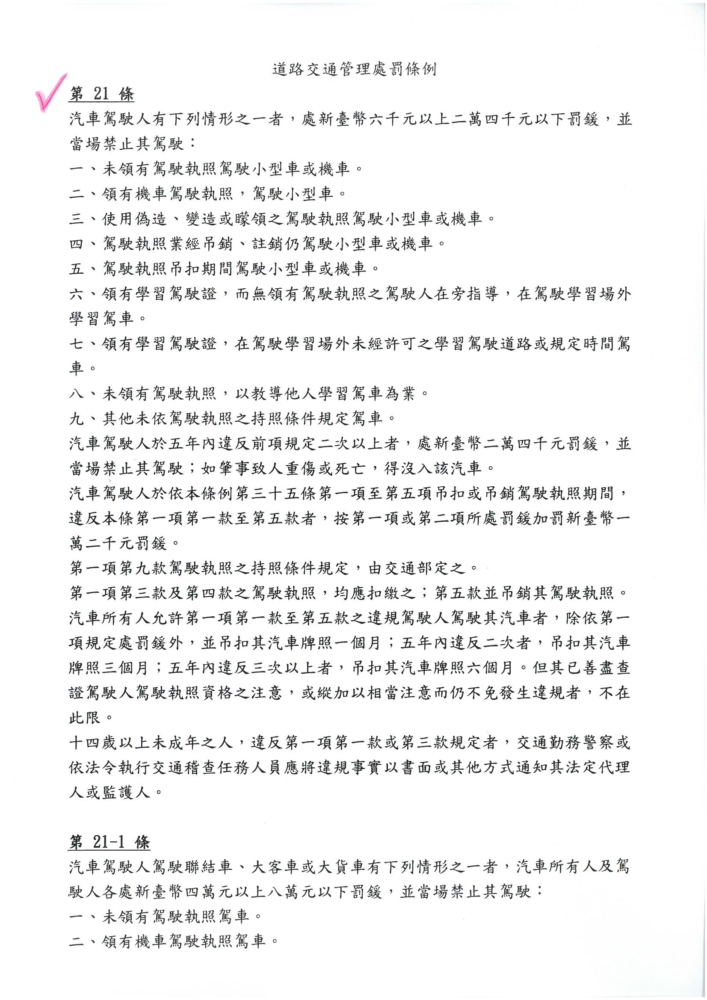 道路交通管理處罰條例
第 21 條
汽車駕駛人有下列情形之一者，處新臺幣六千元以上二萬四千元以下罰鍰，並
當場禁止其駕駛：
一、未領有駕駛執照駕駛小型車或機車。
二、領有機車駕駛執照，駕駛小型車。
三、使用偽造、變造或矇領之駕駛執照駕駛小型車或機車。
四、駕駛執照業經吊銷、註銷仍駕駛小型車或機車。
五、駕駛執照吊扣期間駕駛小型車或機車。
六、領有學習駕駛證，而無領有駕駛執照之駕駛人在旁指導，在駕駛學習場外
學習駕車。
七、領有學習駕駛證，在駕駛學習場外未經許可之學習駕駛道路或規定時間駕
車。
八、未領有駕駛執照，以教導他人學習駕車為業。
九、其他未依駕駛執照之持照條件規定駕車。
汽車駕駛人於五年內違反前項規定二次以上者，處新臺幣二萬四千元罰鍰，並
當場禁止其駕駛；如肇事致人重傷或死亡，得沒入該汽車。
汽車駕駛人於依本條例第三十五條第一項至第五項吊扣或吊銷駕駛執照期間，
違反本條第一項第一款至第五款者，按第一項或第二項所處罰鍰加罰新臺幣一
萬二千元罰鍰。
第一項第九款駕駛執照之持照條件規定，由交通部定之。
第一項第三款及第四款之駕駛執照，均應扣繳之；第五款並吊銷其駕駛執照。
汽車所有人允許第一項第一款至第五款之違規駕駛人駕駛其汽車者，除依第一
項規定處罰鍰外，並吊扣其汽車牌照一個月；五年內違反二次者，吊扣其汽車
牌照三個月；五年內違反三次以上者，吊扣其汽車牌照六個月。但其已善盡查
證駕駛人駕駛執照資格之注意，或縱加以相當注意而仍不免發生違規者，不在
此限。
十四歲以上未成年之人，違反第一項第一款或第三款規定者，交通勤務警察或
依法令執行交通稽查任務人員應將違規事實以書面或其他方式通知其法定代理
人或監護人。
第 21-1 條
汽車駕駛人駕駛聯結車、大客車或大貨車有下列情形之一者，汽車所有人及駕
駛人各處新臺幣四萬元以上八萬元以下罰鍰，並當場禁止其駕駛：
一、未領有駕駛執照駕車。
二、領有機車駕駛執照駕車。